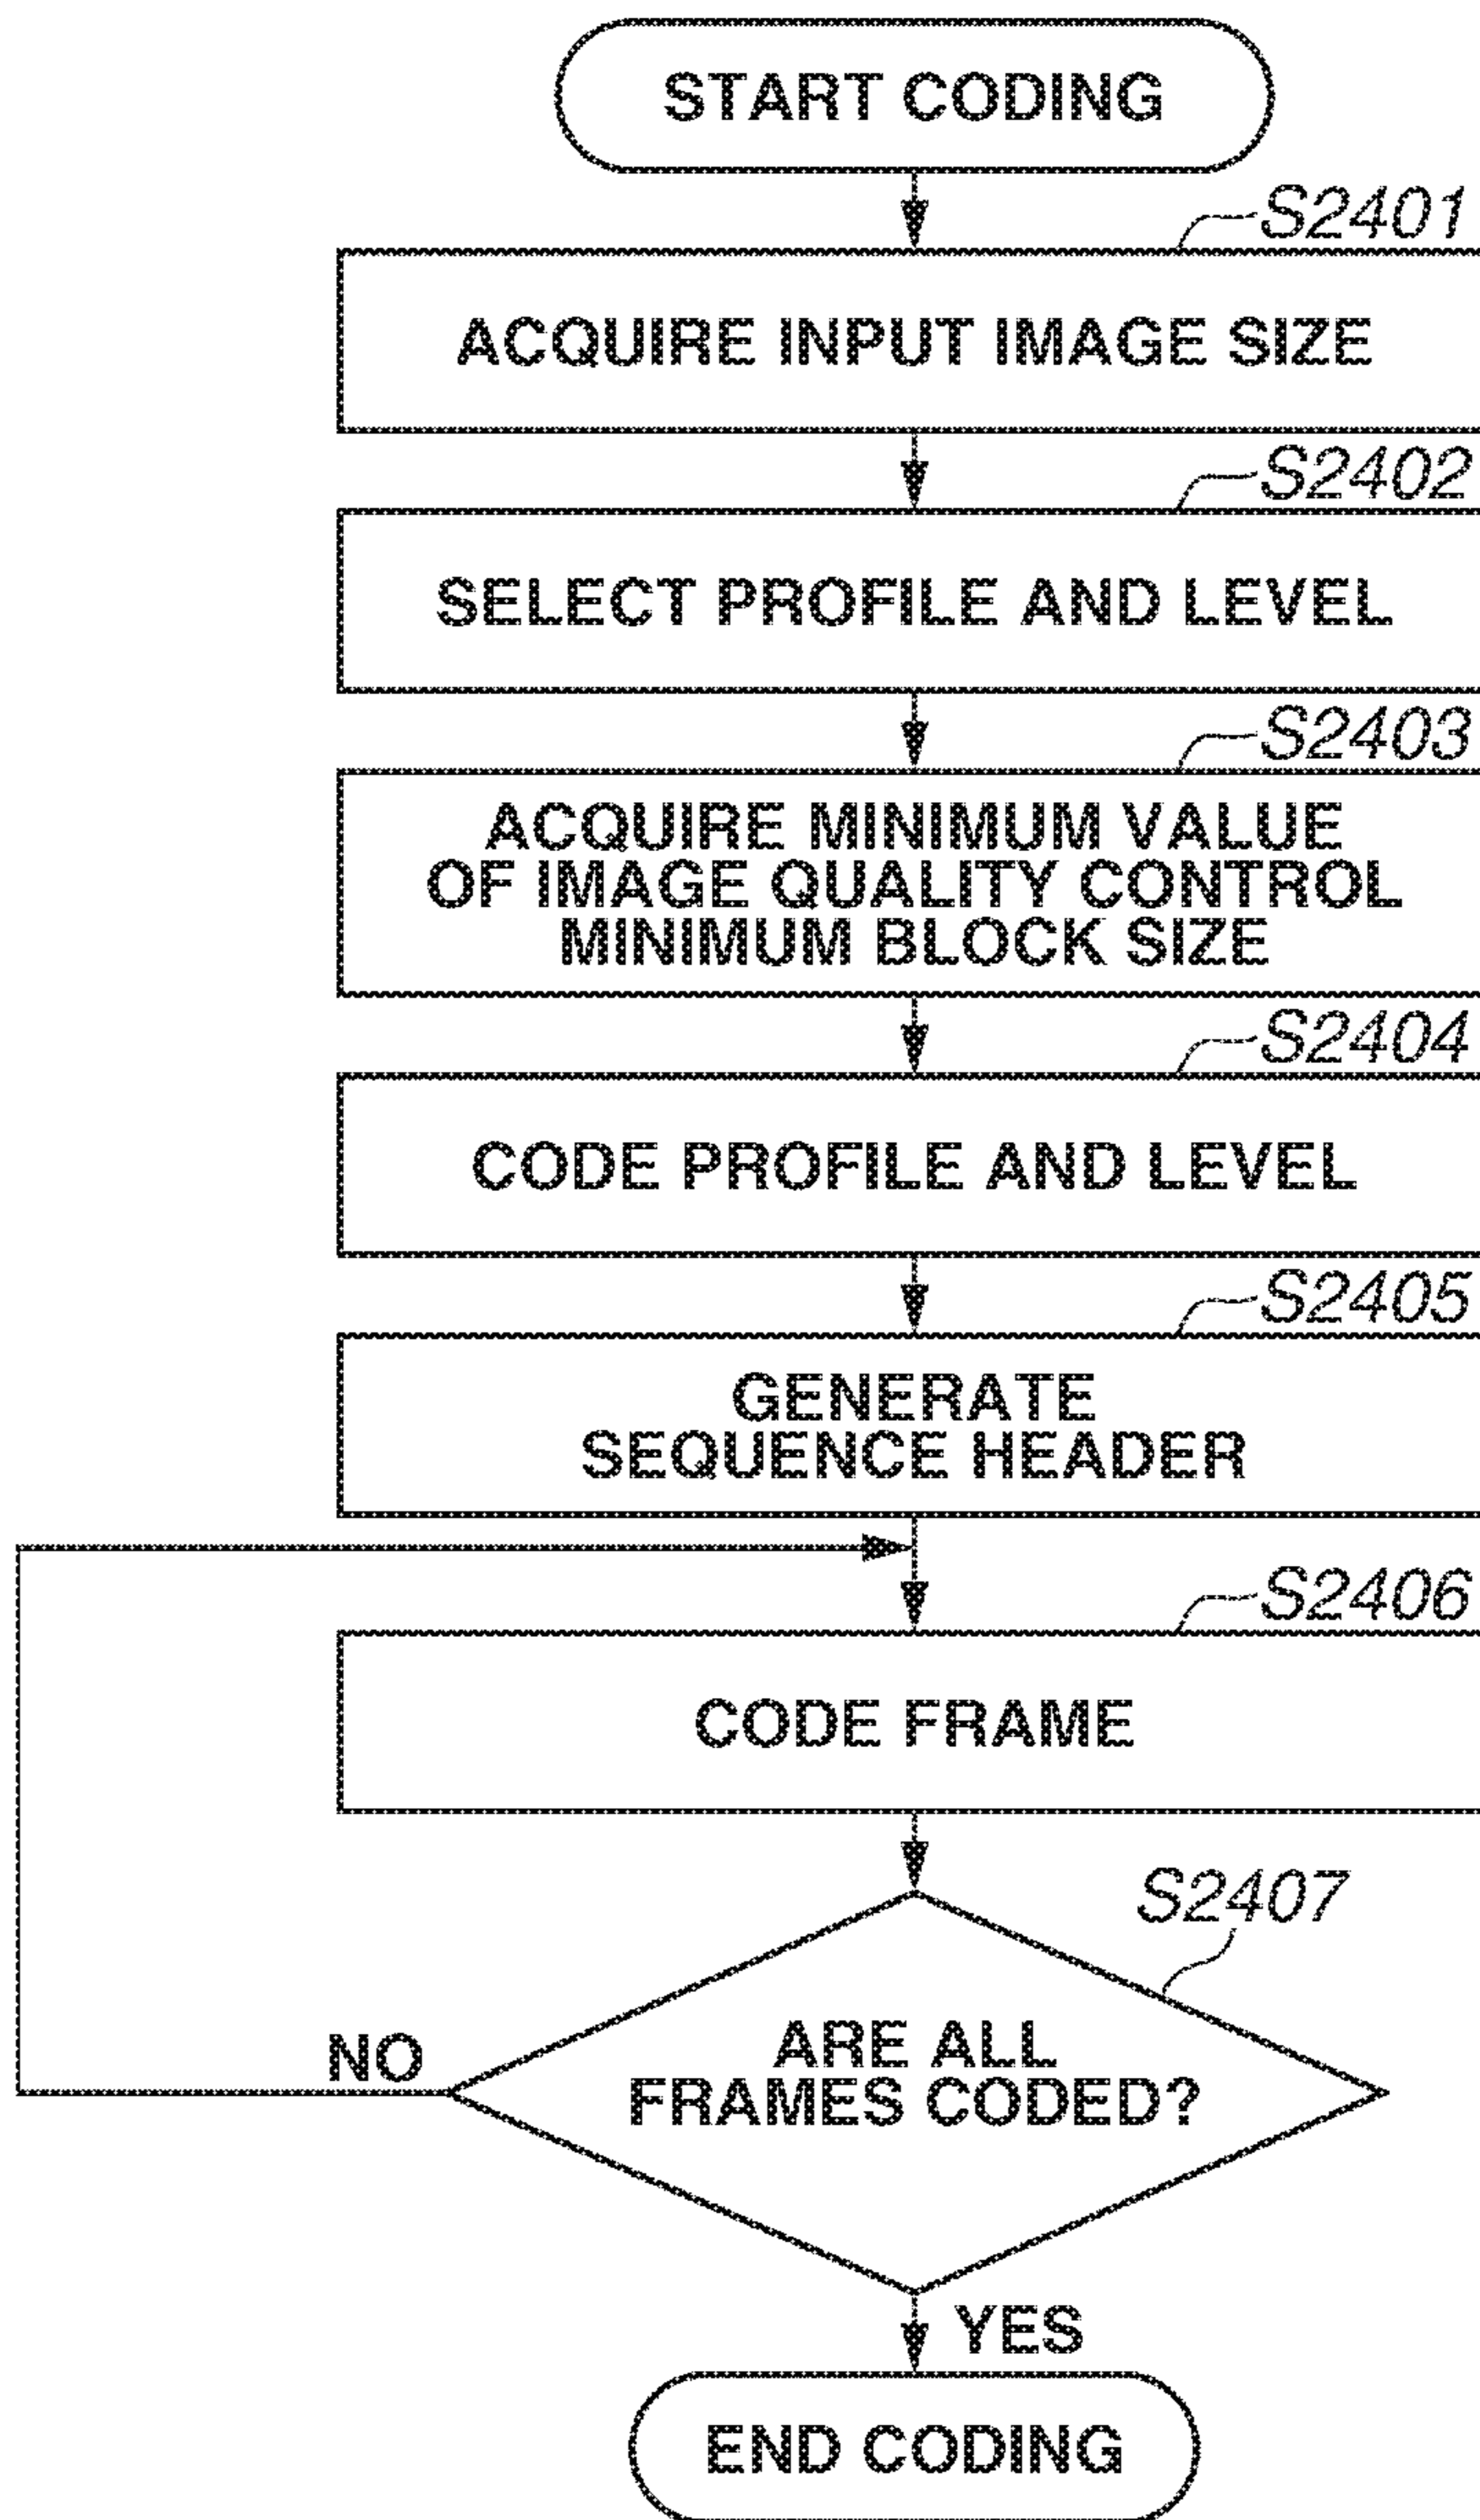 START CODING
S2401
ACQUIRE INPUT IMAGE SIZE
S2402
SELECT PROFILE AND LEVEL
S2403
ACQUIRE MINIMUM VALUE
OF IMAGE QUALITY CONTROL
MINIMUM BLOCK SIZE
S2404
CODE PROFILE AND LEVEL
S2405
GENERATE
SEQUENCE HEADER
S2406
CODE FRAME
S2407
ARE ALL
FRAMES CODED?
NO
YES
END CODING